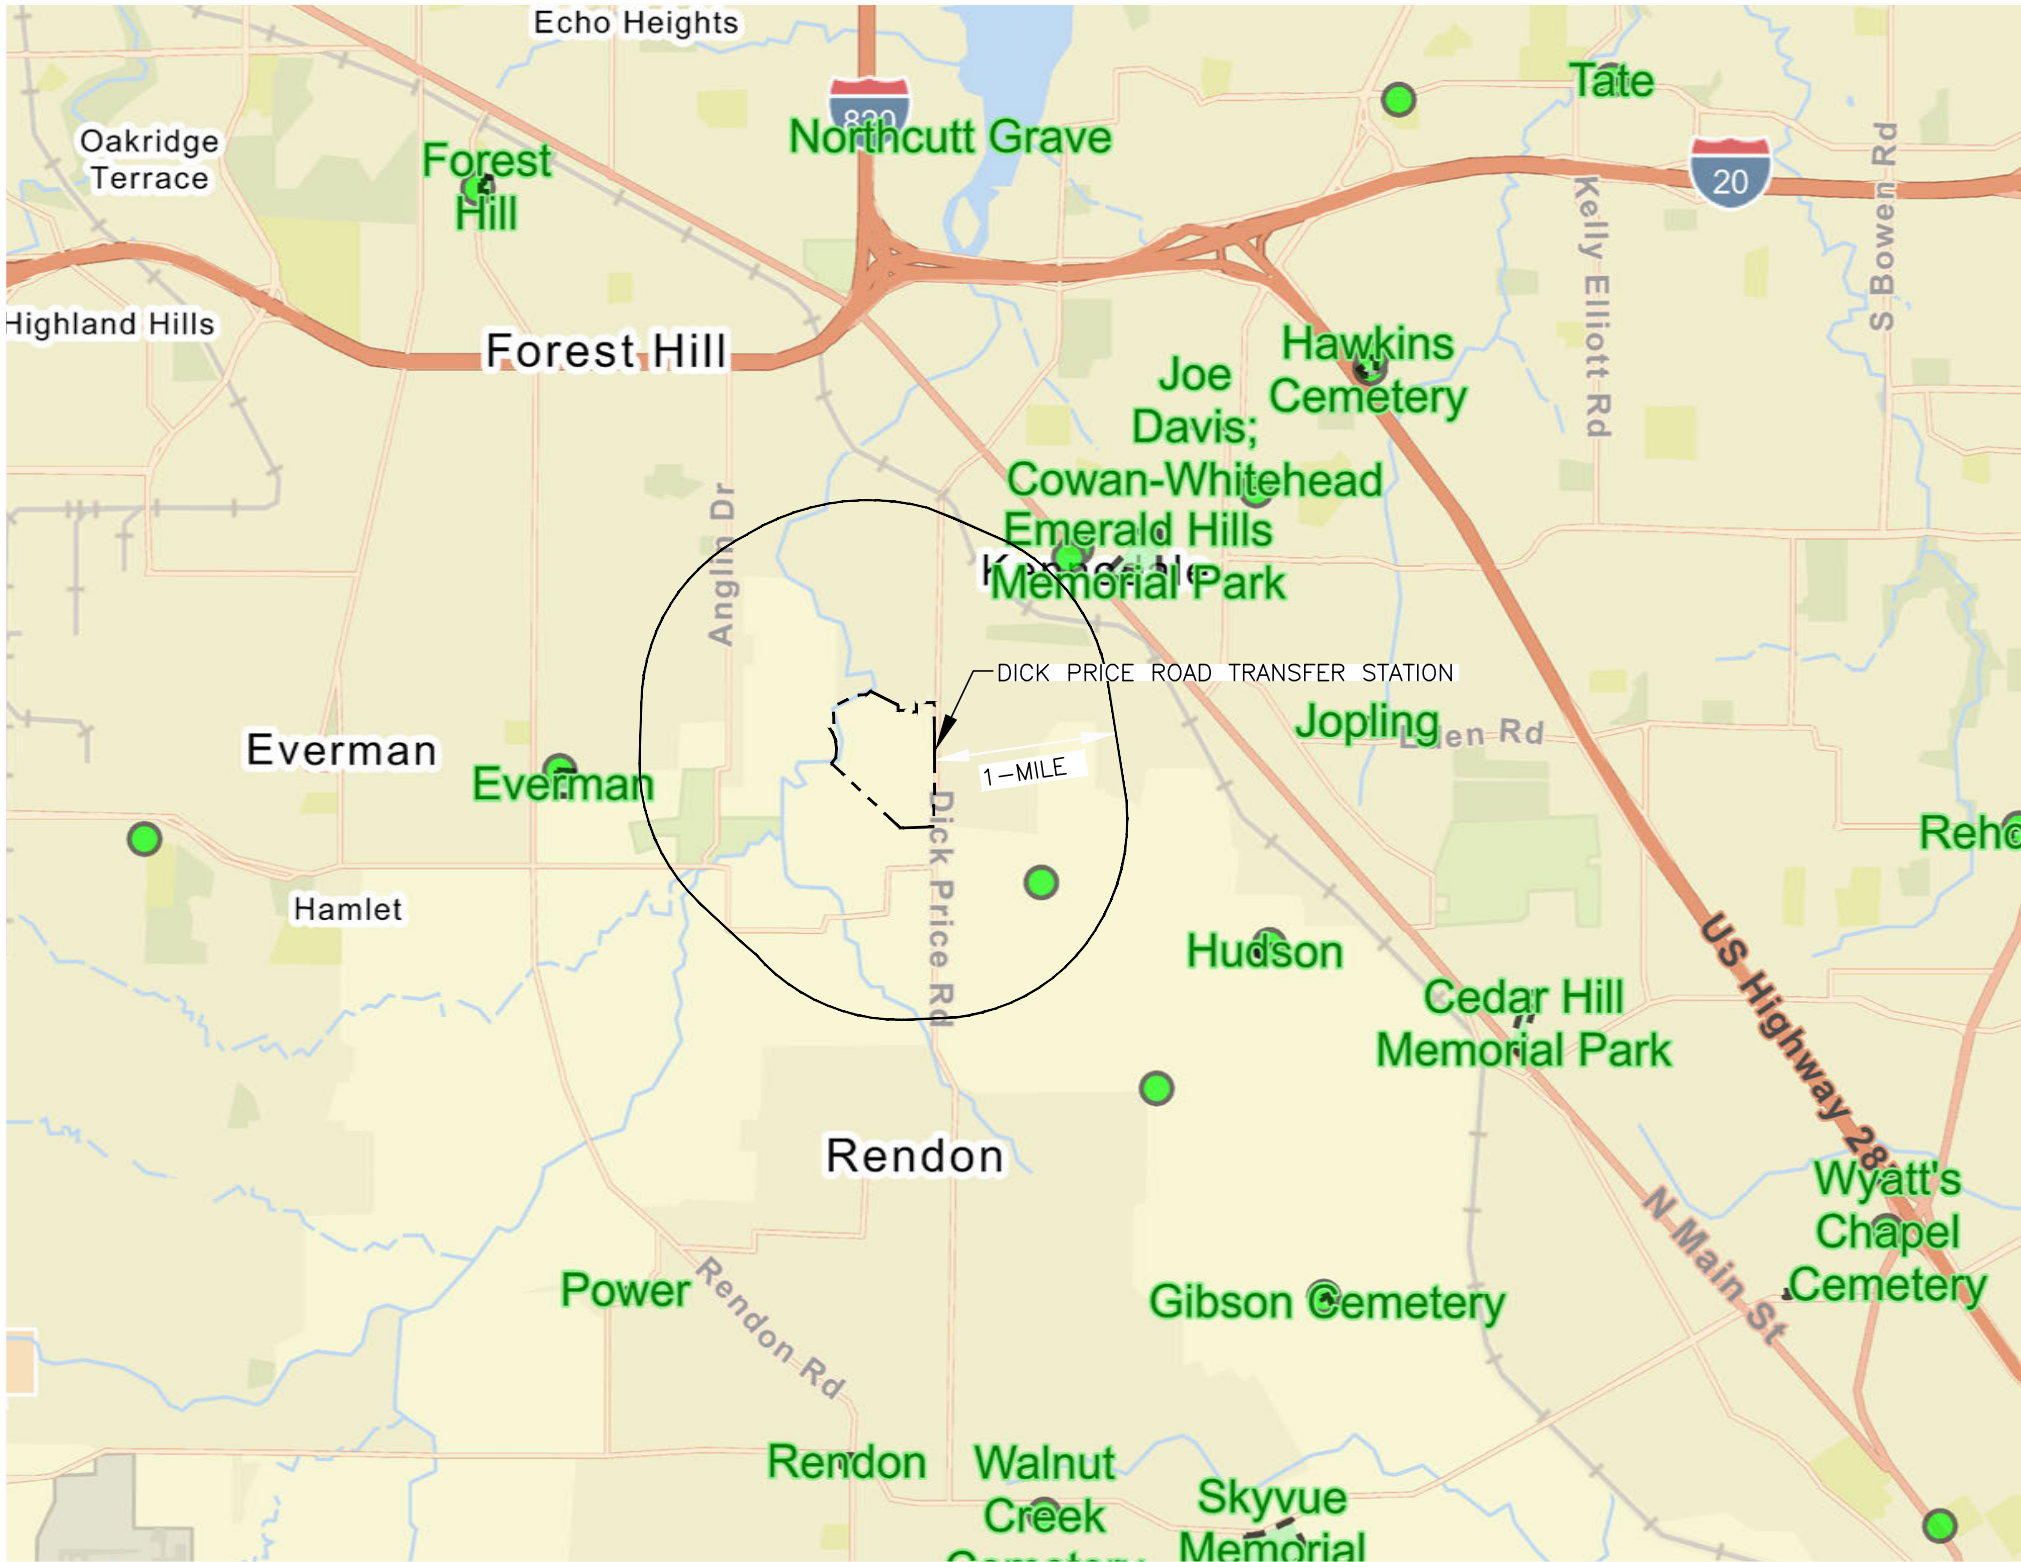 Echo Heights
Tate
820
Northcutt Grave
Oakridge
Terrace
Forest
Hill
20
Kelly Elliott Rd
S Bowen Rd
Highland Hills
Forest Hill
Hawkins
Cemetery
Joe
Davis;
Cowan-Whitehead
Emerald Hills
Memorial Park
Anglin Dr
DICK PRICE ROAD TRANSFER STATION
1-MILE
Jopling
Rd
Everman
Everman
Dick Price Rd
Reho
Hamlet
Hudson
Cedar Hill
Memorial Park
US Highway 28
Rendon
Wyatt's
Chapel
Cemetery
N Main St
Power
Rendon Rd
Gibson Cemetery
Rendon
Walnut
Creek
Cemetery
Skyvue
Memorial